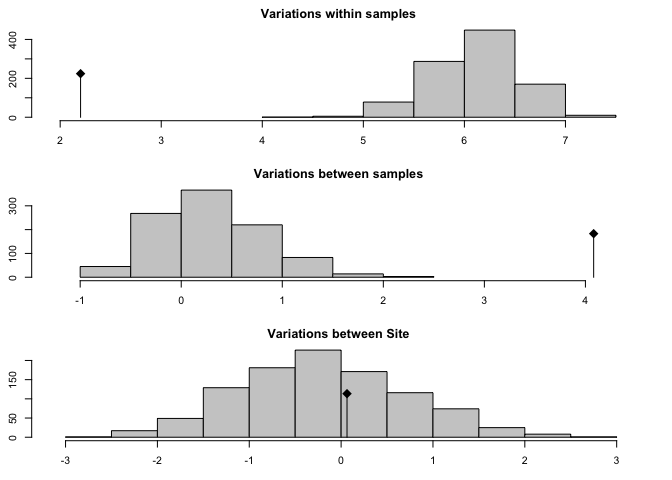 Variations within samples
400
200
0
2 3 4 5 6 7
Variations between samples
300
100
0
-1 0 1 2 3 4
Variations between Site
150
50
0
-3 -2 -1 0 1 2 3